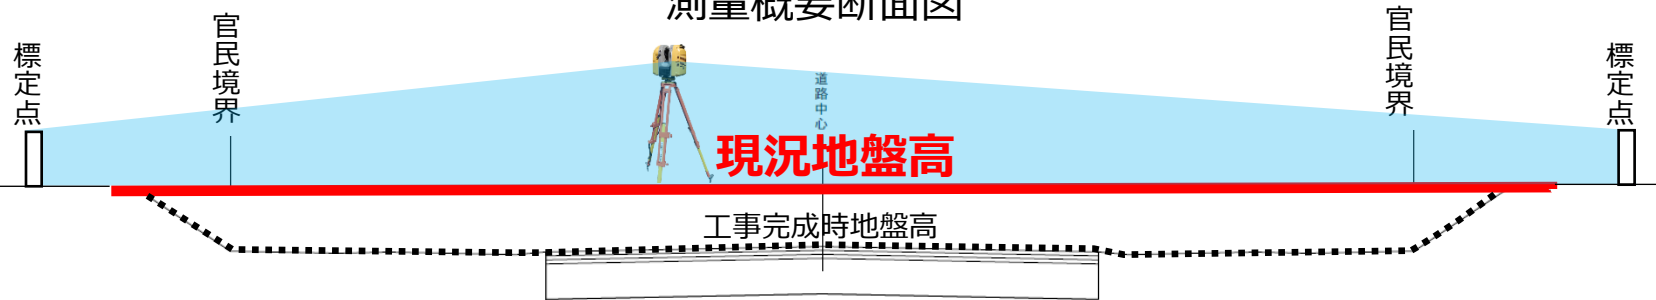 測量概要断面図
標定点
官民境界
道路中心
官民境界
標定点
現況地盤高
工事完成時地盤高